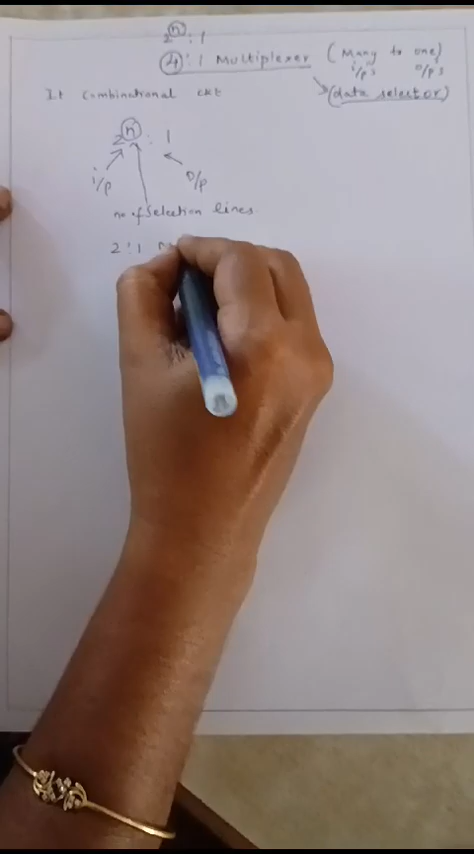 2ⁿ : 1
4 : 1 Multiplexer (Many to one)
i/p's o/p's
It Combinational ckt (data selector)
2ⁿ : 1
i/p o/p
no of Selection lines.
2 : 1